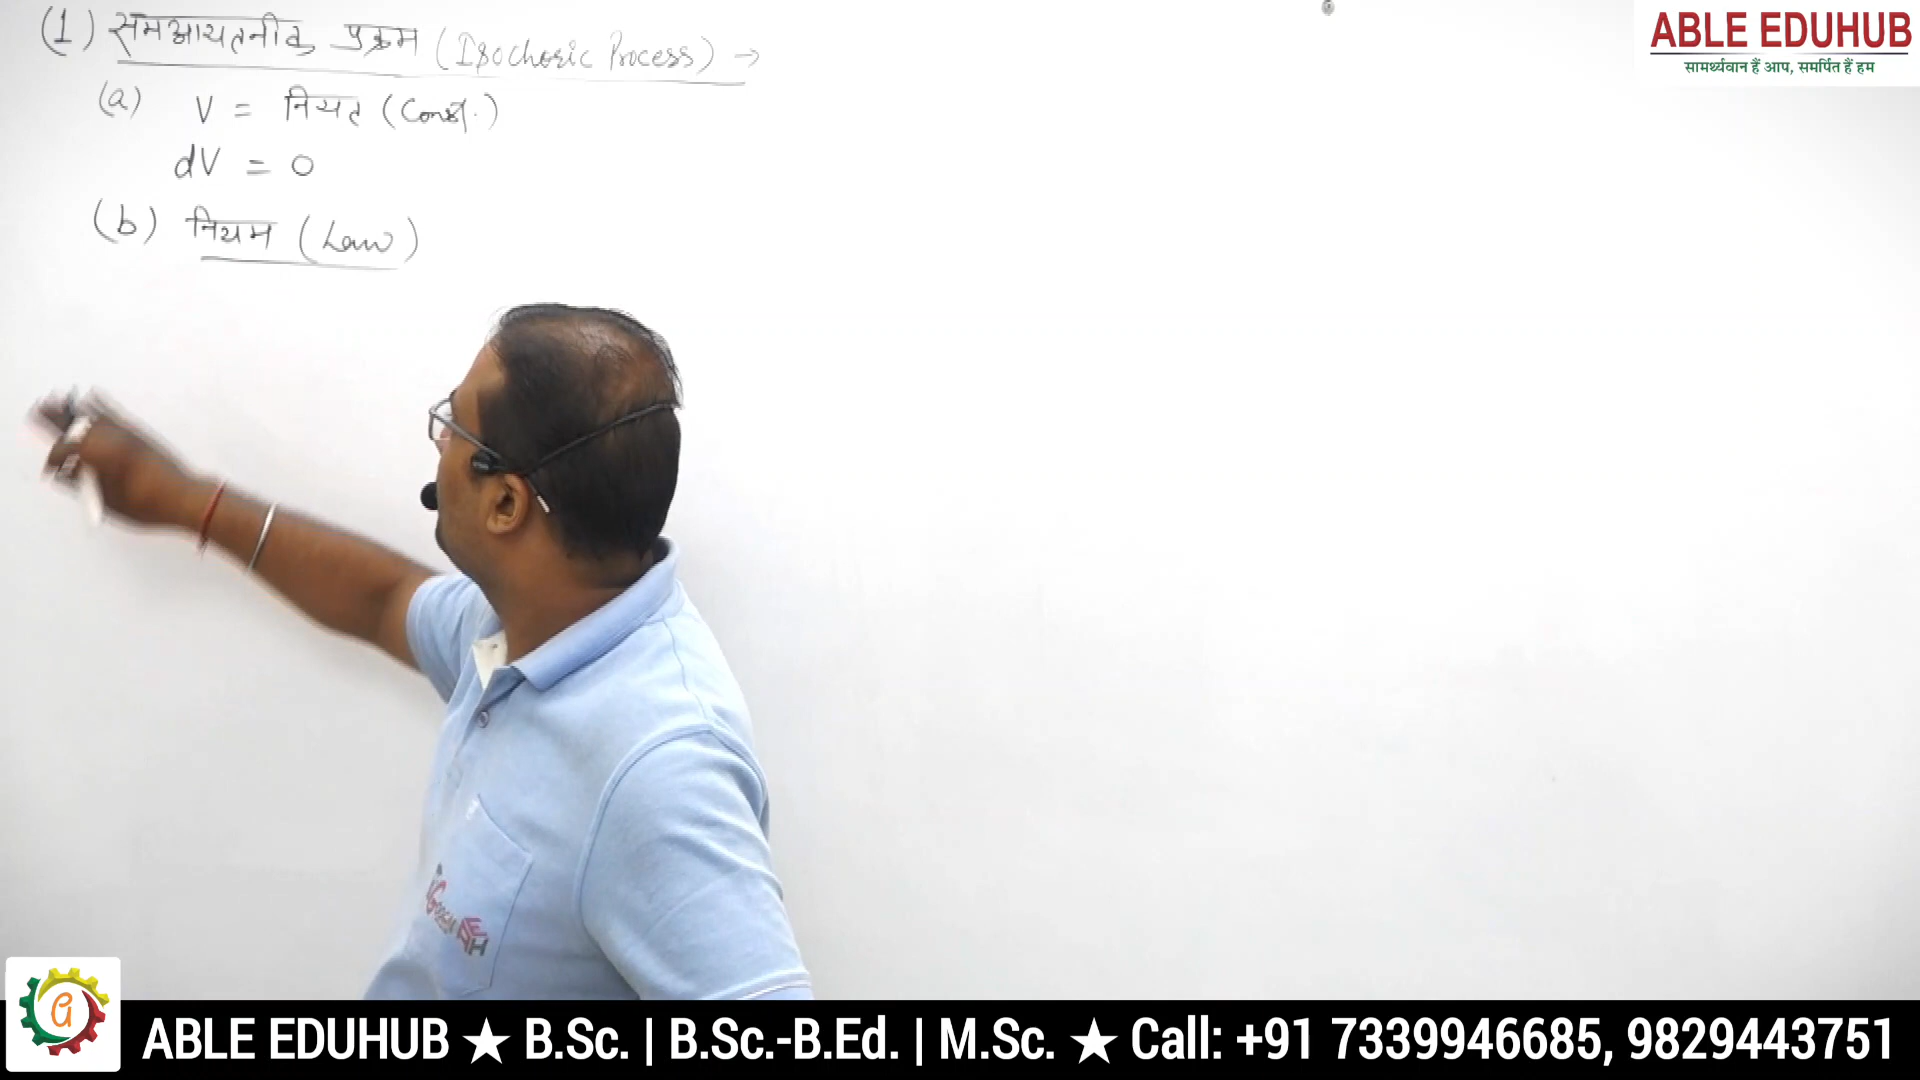 (1) समआयतनीक प्रक्रम (Isochoric Process) →
(a) V = नियत (Const.)
dV = 0
(b) नियम (Law)
ABLE EDUHUB
सामर्थ्यवान हैं आप, समर्पित हैं हम
ABLE EDUHUB ★ B.Sc. | B.Sc.-B.Ed. | M.Sc. ★ Call: +91 7339946685, 9829443751